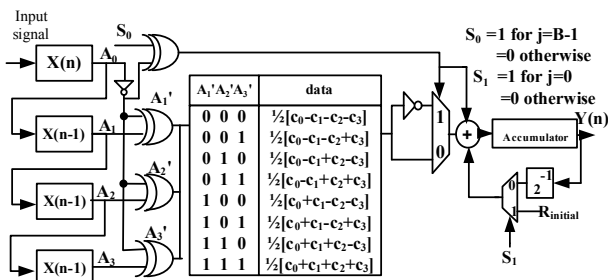 Input
signal
S₀
S₀ =1 for j=B-1
=0 otherwise
S₁ =1 for j=0
=0 otherwise
X(n) A₀
A₁'
X(n-1) A₁
A₂'
X(n-1) A₂
A₃'
X(n-1) A₃
A₁'A₂'A₃' data
0 0 0 ½[c₀-c₁-c₂-c₃]
0 0 1 ½[c₀-c₁-c₂+c₃]
0 1 0 ½[c₀-c₁+c₂-c₃]
0 1 1 ½[c₀-c₁+c₂+c₃]
1 0 0 ½[c₀+c₁-c₂-c₃]
1 0 1 ½[c₀+c₁-c₂+c₃]
1 1 0 ½[c₀+c₁+c₂-c₃]
1 1 1 ½[c₀+c₁+c₂+c₃]
1
0
+
Accumulator
Y(n)
0 2⁻¹
1 R_initial
S₁